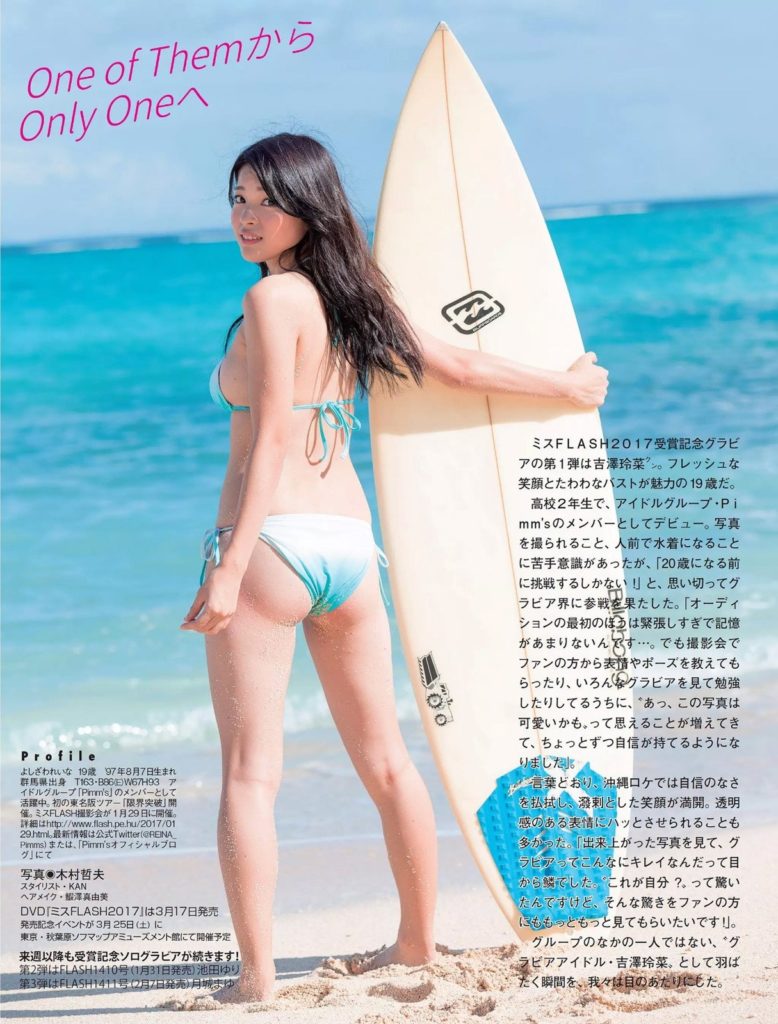 One of Themから
Only Oneへ
BILLABONG
Billabong
ミスFLASH2017受賞記念グラビ
アの第1弾は吉澤玲菜クン。フレッシュな
笑顔とたわわなバストが魅力の19歳だ。
高校2年生で、アイドルグループ・Pi
mm'sのメンバーとしてデビュー。写真
を撮られること、人前で水着になること
に苦手意識があったが、「20歳になる前
に挑戦するしかない!」と、思い切ってグ
ラビア界に参戦を果たした。「オーディ
ションの最初のほうは緊張しすぎで記憶
があまりないんです…。でも撮影会で
ファンの方から表情やポーズを教えても
らったり、いろんなグラビアを見て勉強
したりしてるうちに、〝あっ、この写真は
可愛いかも〟って思えることが増えてき
て、ちょっとずつ自信が持てるようにな
りました」。
言葉どおり、沖縄ロケでは自信のなさ
を払拭し、溌剌とした笑顔が満開。透明
感のある表情にハッとさせられることも
多かった。「出来上がった写真を見て、グ
ラビアってこんなにキレイなんだって目
から鱗でした。〝これが自分?〟って驚い
たんですけど、そんな驚きをファンの方
にももっともっと見てもらいたいです!」。
グループのなかの一人ではない、〝グ
ラビアアイドル・吉澤玲菜〟として羽ば
たく瞬間を、我々は目のあたりにした。
Profile
よしざわれいな 19歳 '97年8月7日生まれ
群馬県出身 T163・B86(E)W67H93 ア
イドルグループ「Pimm's」のメンバーとして
活躍中。初の東名阪ツアー「限界突破」開
催。ミスFLASH撮影会が1月29日に開催。
詳細はhttp://www.flash.pe.hu/2017/01
29.html。最新情報は公式Twitter(@REINA_
Pimms)または、「Pimm'sオフィシャルブロ
グ」にて
写真◉木村哲夫
スタイリスト・KAN
ヘアメイク・鯨澤真由美
DVD『ミスFLASH2017』は3月17日発売
発売記念イベントが3月25日(土)に
東京・秋葉原ソフマップアミューズメント館にて開催予定
来週以降も受賞記念ソログラビアが続きます!
第2弾はFLASH1410号(1月31日発売)池田ゆり
第3弾はFLASH1411号(2月7日発売)月城まゆ